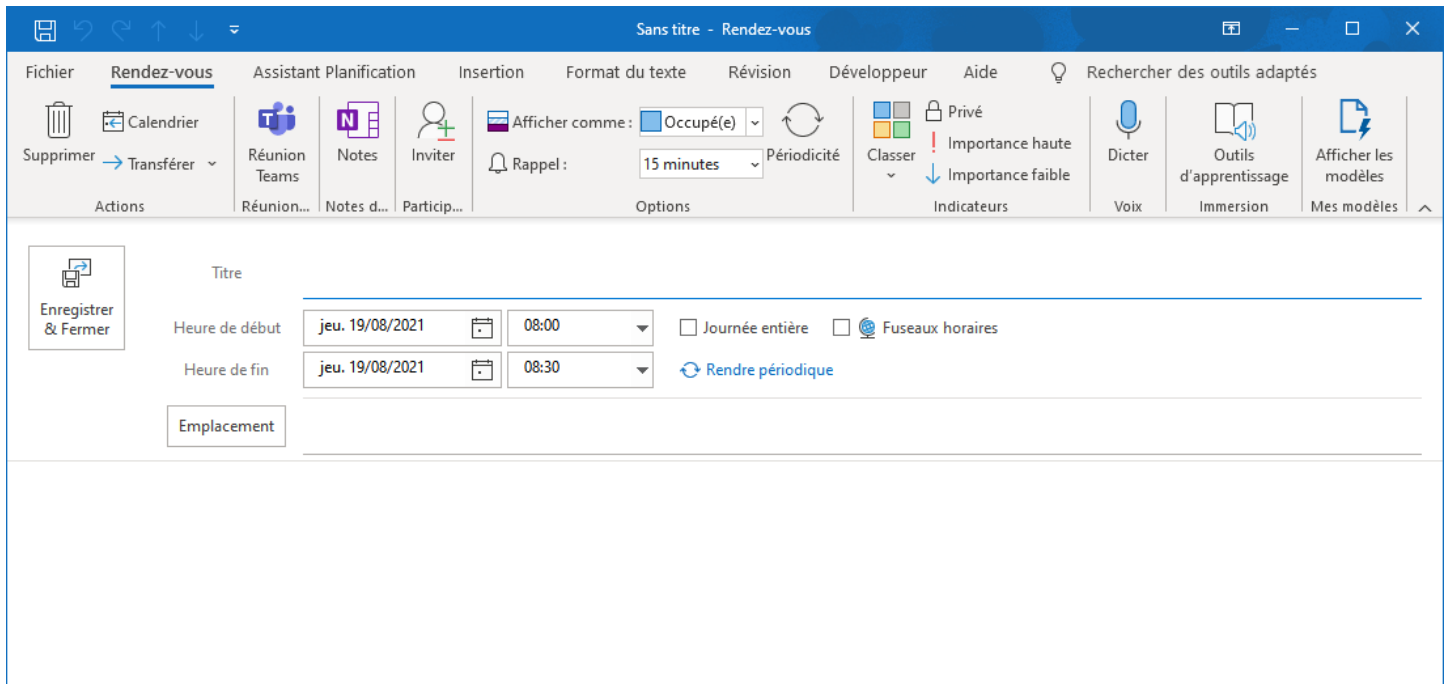 Sans titre - Rendez-vous
Fichier Rendez-vous Assistant Planification Insertion Format du texte Révision Développeur Aide Rechercher des outils adaptés
Supprimer
Calendrier
Transférer
Actions
Réunion
Teams
Réunion...
Notes
Notes d...
Inviter
Particip...
Afficher comme : Occupé(e)
Rappel : 15 minutes
Périodicité
Options
Classer
Privé
Importance haute
Importance faible
Indicateurs
Dicter
Voix
Outils
d'apprentissage
Immersion
Afficher les
modèles
Mes modèles
Enregistrer
& Fermer
Titre
Heure de début jeu. 19/08/2021 08:00 Journée entière Fuseaux horaires
Heure de fin jeu. 19/08/2021 08:30 Rendre périodique
Emplacement